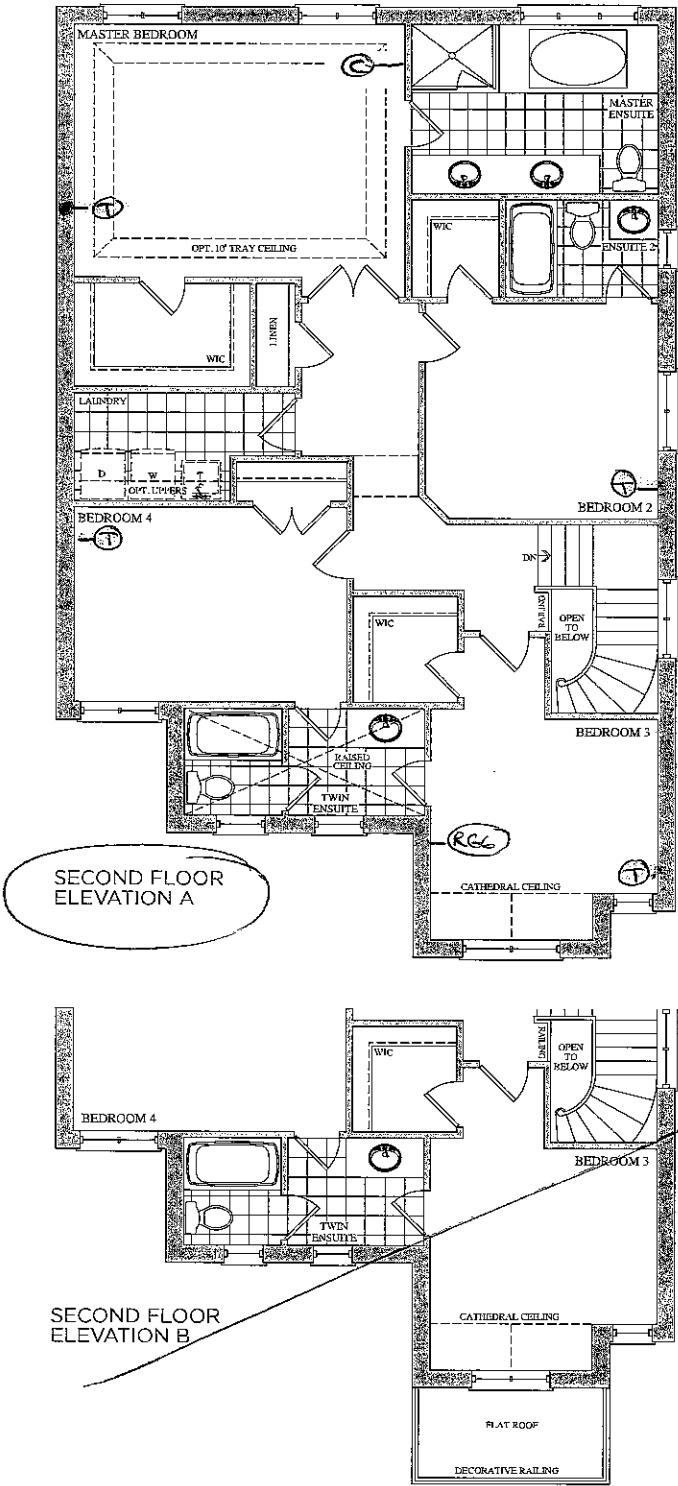 MASTER BEDROOM
C
MASTER
ENSUITE
T
WIC
ENSUITE 2
OPT. 10' TRAY CEILING
LINEN
WIC
LAUNDRY
D
W
T
OPT. UPPERS
T
BEDROOM 2
BEDROOM 4
T
DN
RAILING
OPEN
TO
BELOW
WIC
BEDROOM 3
RAISED
CEILING
TWIN
ENSUITE
RG6
T
CATHEDRAL CEILING
SECOND FLOOR
ELEVATION A
RAILING
OPEN
TO
BELOW
WIC
BEDROOM 4
BEDROOM 3
TWIN
ENSUITE
SECOND FLOOR
ELEVATION B
CATHEDRAL CEILING
FLAT ROOF
DECORATIVE RAILING